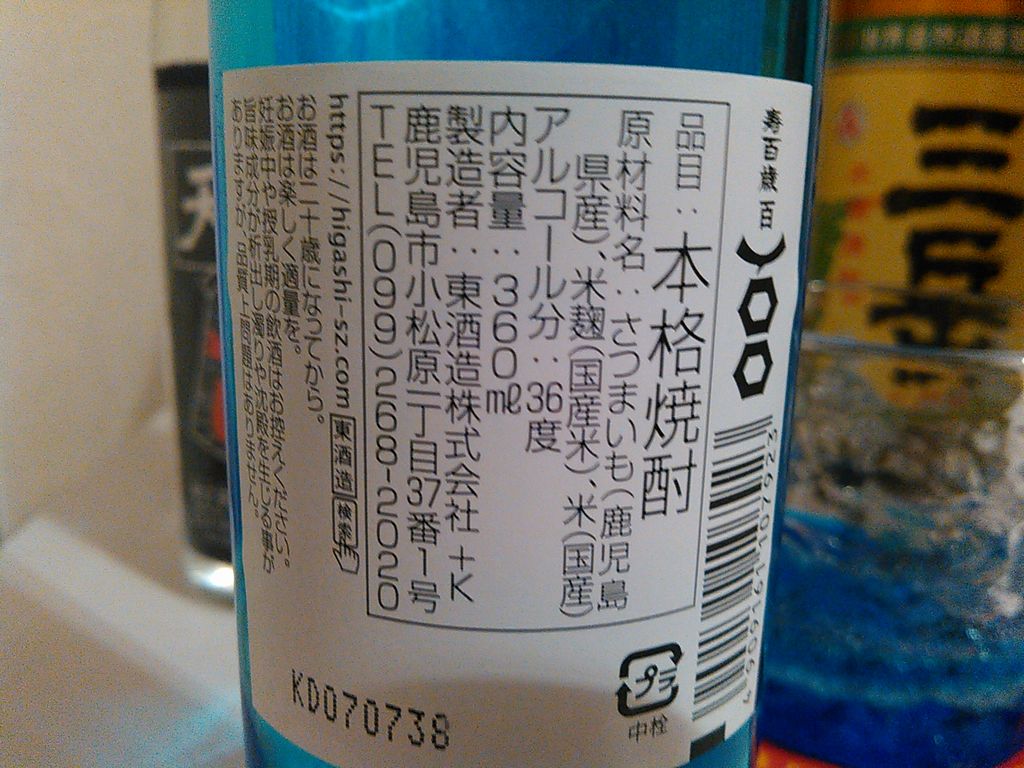 寿百歳百
品目：本格焼酎
原材料名：さつまいも(鹿児島
県産)、米麹(国産米)、米(国産)
アルコール分：36度
内容量：360㎖
製造者：東酒造株式会社 +K
鹿児島市小松原一丁目37番1号
TEL(099)268-2020
https://higashi-sz.com 東酒造 検索
お酒は二十歳になってから。
お酒は楽しく適量を。
妊娠中や授乳期の飲酒はお控えください。
旨味成分が析出し濁りや沈殿を生じる事が
ありますが、品質上問題はありません。
プラ
中栓
KD070738
三岳